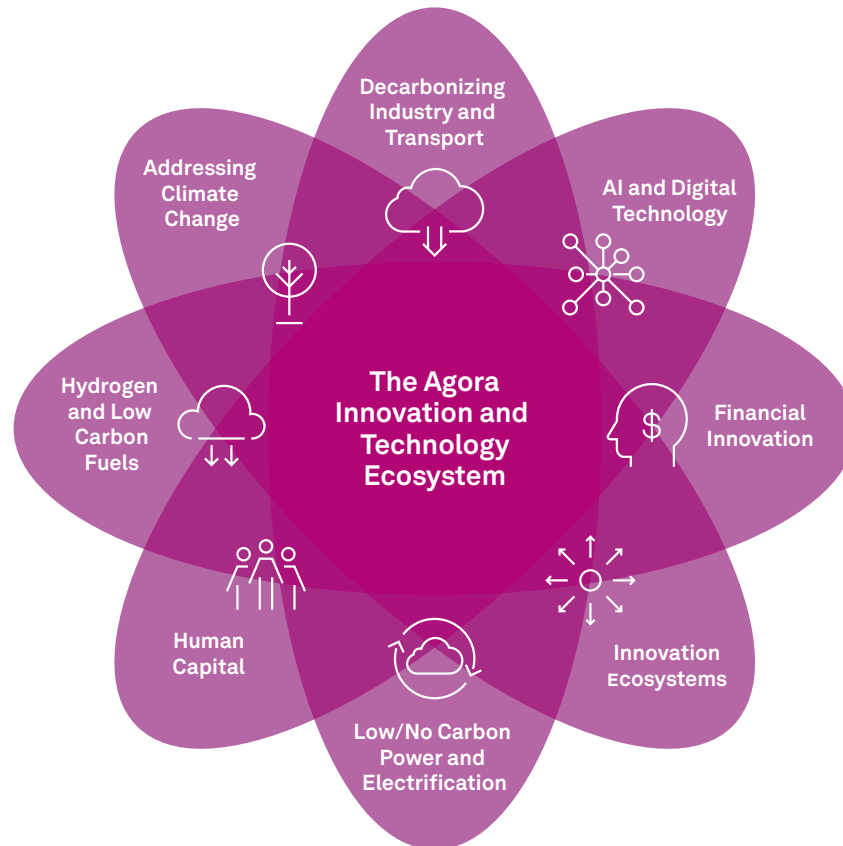 Decarbonizing
Industry and
Transport
Addressing
Climate
Change
AI and Digital
Technology
The Agora
Innovation and
Technology
Ecosystem
Hydrogen
and Low
Carbon
Fuels
$
Financial
Innovation
Human
Capital
Innovation
Ecosystems
Low/No Carbon
Power and
Electrification